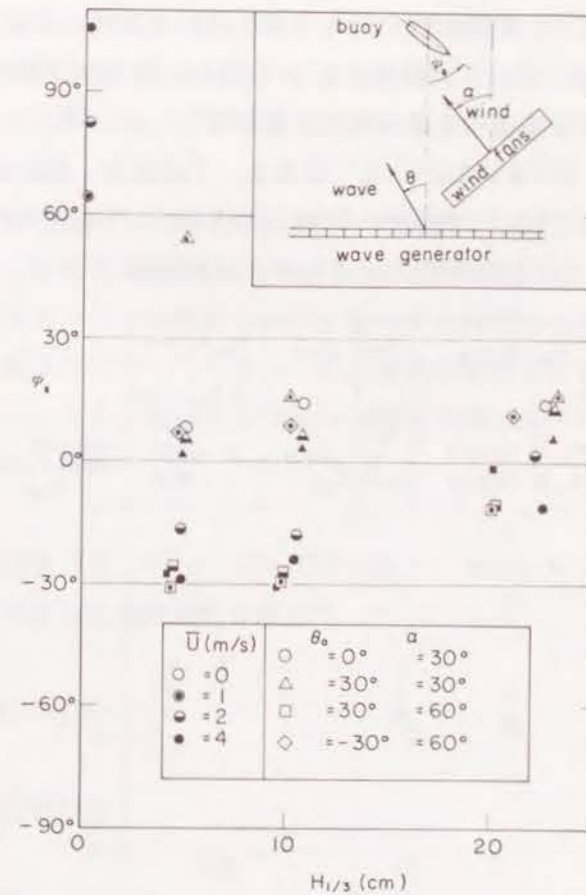 buoy
φs
α
90°
wind
wind fans
θ
wave
60°
wave generator
30°
φs
0°
-30°
U̅ (m/s)
θ₀ α
○ = 0
○ = 0° = 30°
= 1
△ = 30° = 30°
= 2
□ = 30° = 60°
● = 4
◇ = -30° = 60°
-60°
-90°
10
20
H1/3 (cm)